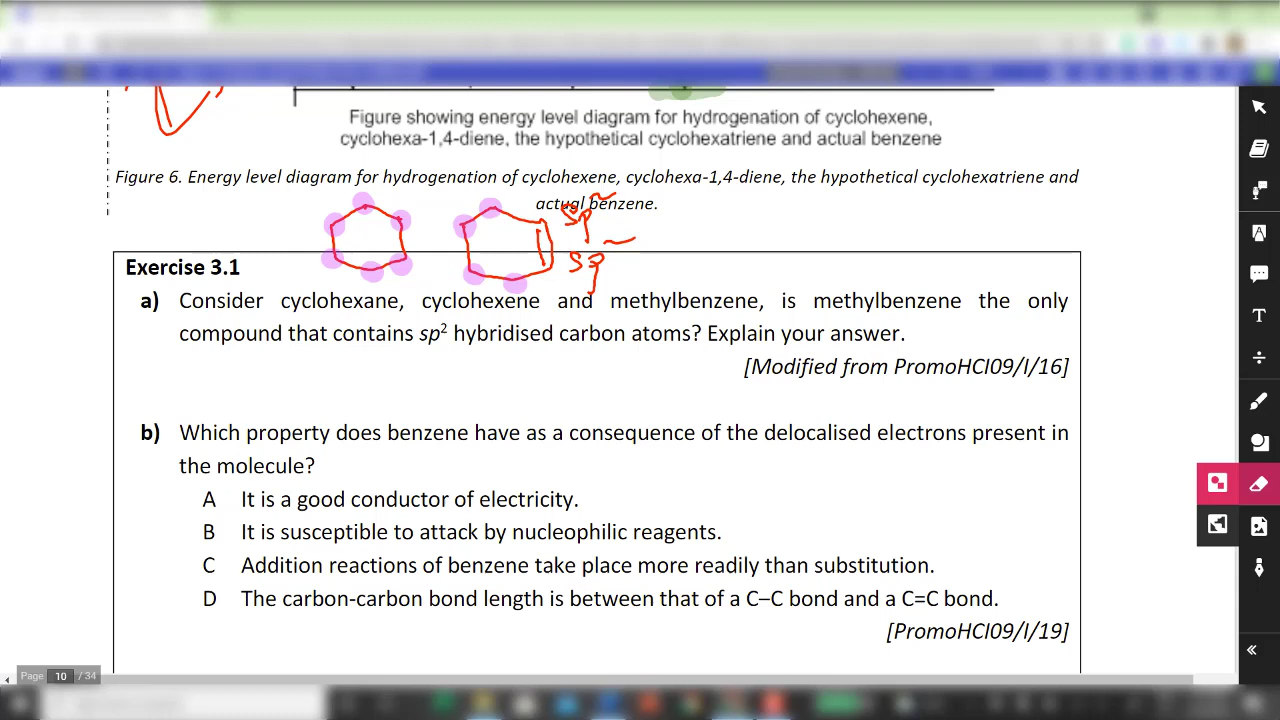 Figure showing energy level diagram for hydrogenation of cyclohexene,
cyclohexa-1,4-diene, the hypothetical cyclohexatriene and actual benzene
Figure 6. Energy level diagram for hydrogenation of cyclohexene, cyclohexa-1,4-diene, the hypothetical cyclohexatriene and
actual benzene.
sp²
sp²
Exercise 3.1
a) Consider cyclohexane, cyclohexene and methylbenzene, is methylbenzene the only
compound that contains sp² hybridised carbon atoms? Explain your answer.
[Modified from PromoHCI09/I/16]
b) Which property does benzene have as a consequence of the delocalised electrons present in
the molecule?
A It is a good conductor of electricity.
B It is susceptible to attack by nucleophilic reagents.
C Addition reactions of benzene take place more readily than substitution.
D The carbon-carbon bond length is between that of a C–C bond and a C=C bond.
[PromoHCI09/I/19]
Page 10 / 34